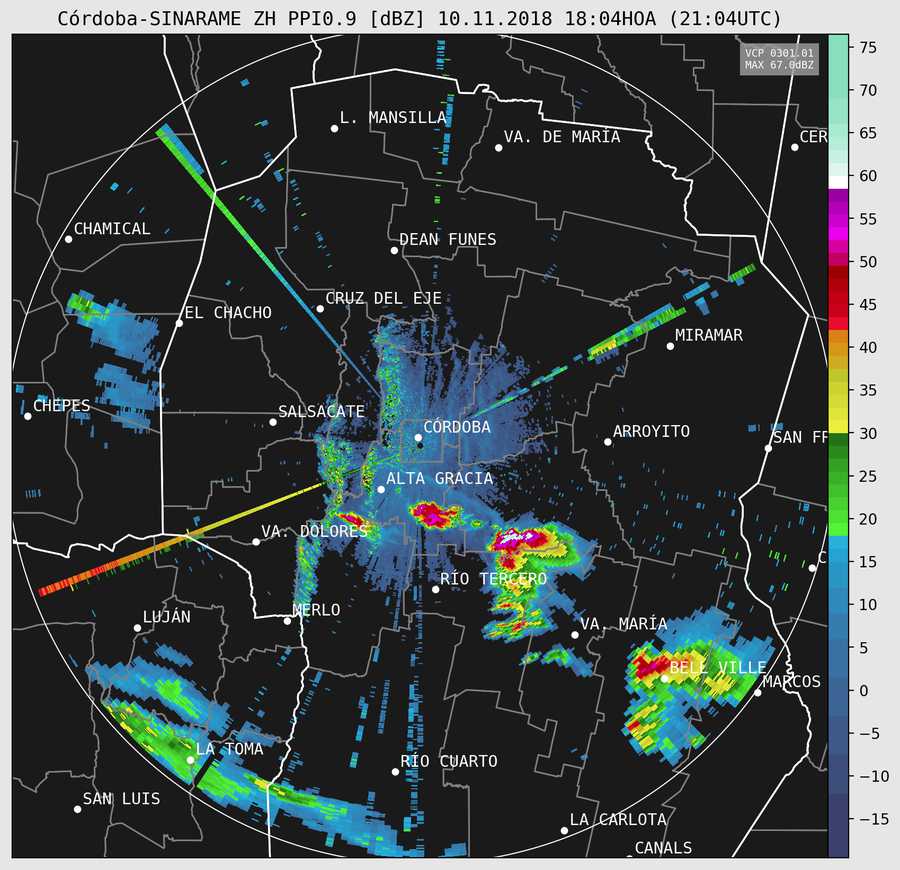 Córdoba-SINARAME ZH PPI0.9 [dBZ] 10.11.2018 18:04HOA (21:04UTC)
VCP 0301.01
MAX 67.0dBZ
L. MANSILLA
VA. DE MARÍA
CER
CHAMICAL
DEAN FUNES
CRUZ DEL EJE
EL CHACHO
MIRAMAR
CHEPES
SALSACATE
CÓRDOBA
ARROYITO
SAN FR
ALTA GRACIA
VA. DOLORES
C
RÍO TERCERO
MERLO
LUJÁN
VA. MARÍA
BELL VILLE
MARCOS
LA TOMA
RÍO CUARTO
SAN LUIS
LA CARLOTA
CANALS
75
70
65
60
55
50
45
40
35
30
25
20
15
10
5
0
−5
−10
−15